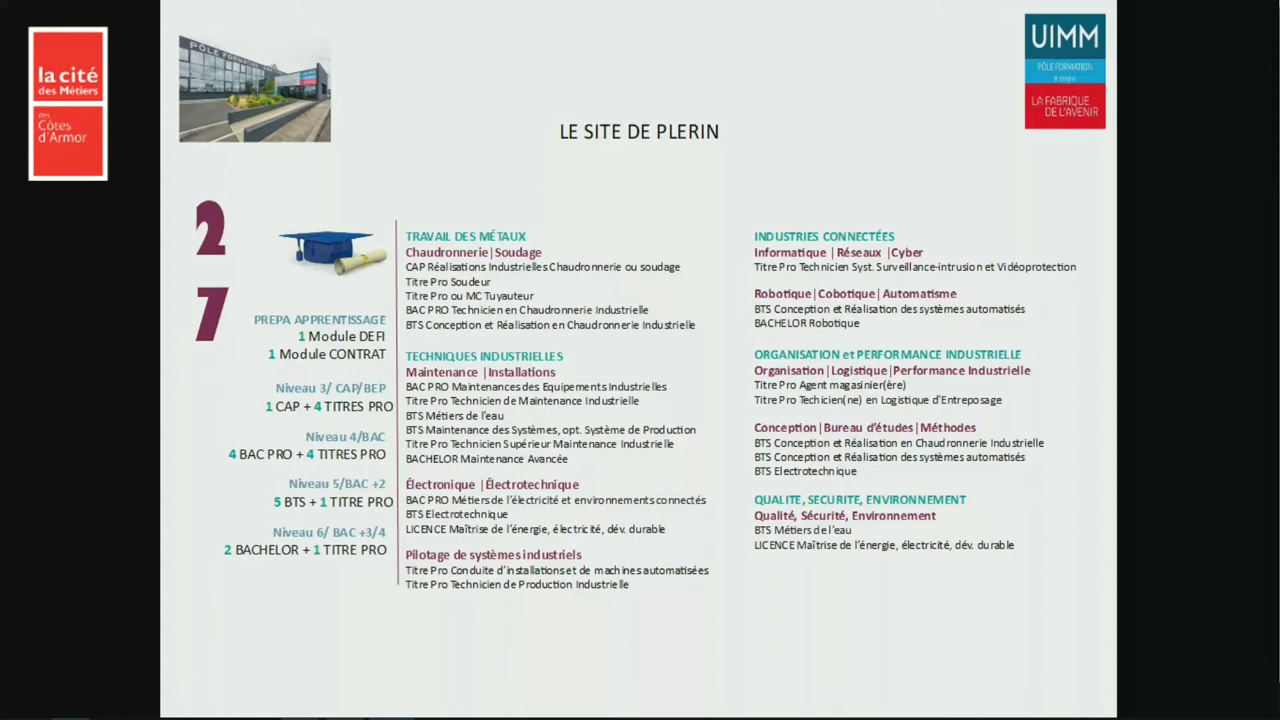 la cité
des Métiers
des
Côtes
d'Armor
PÔLE FORMATION
UIMM
PÔLE FORMATION
Bretagne
LA FABRIQUE
DE L'AVENIR
LE SITE DE PLERIN
2
7
PREPA APPRENTISSAGE
1 Module DEFI
1 Module CONTRAT
Niveau 3/ CAP/BEP
1 CAP + 4 TITRES PRO
Niveau 4/BAC
4 BAC PRO + 4 TITRES PRO
Niveau 5/BAC +2
5 BTS + 1 TITRE PRO
Niveau 6/ BAC +3/4
2 BACHELOR + 1 TITRE PRO
TRAVAIL DES MÉTAUX
Chaudronnerie|Soudage
CAP Réalisations Industrielles Chaudronnerie ou soudage
Titre Pro Soudeur
Titre Pro ou MC Tuyauteur
BAC PRO Technicien en Chaudronnerie Industrielle
BTS Conception et Réalisation en Chaudronnerie Industrielle
TECHNIQUES INDUSTRIELLES
Maintenance |Installations
BAC PRO Maintenances des Equipements Industrielles
Titre Pro Technicien de Maintenance Industrielle
BTS Métiers de l'eau
BTS Maintenance des Systèmes, opt. Système de Production
Titre Pro Technicien Supérieur Maintenance Industrielle
BACHELOR Maintenance Avancée
Électronique |Électrotechnique
BAC PRO Métiers de l'électricité et environnements connectés
BTS Electrotechnique
LICENCE Maîtrise de l'énergie, électricité, dév. durable
Pilotage de systèmes industriels
Titre Pro Conduite d'installations et de machines automatisées
Titre Pro Technicien de Production Industrielle
INDUSTRIES CONNECTÉES
Informatique | Réseaux |Cyber
Titre Pro Technicien Syst. Surveillance-intrusion et Vidéoprotection
Robotique|Cobotique|Automatisme
BTS Conception et Réalisation des systèmes automatisés
BACHELOR Robotique
ORGANISATION et PERFORMANCE INDUSTRIELLE
Organisation|Logistique|Performance Industrielle
Titre Pro Agent magasinier(ère)
Titre Pro Techicien(ne) en Logistique d'Entreposage
Conception|Bureau d'études|Méthodes
BTS Conception et Réalisation en Chaudronnerie Industrielle
BTS Conception et Réalisation des systèmes automatisés
BTS Electrotechnique
QUALITE, SECURITE, ENVIRONNEMENT
Qualité, Sécurité, Environnement
BTS Métiers de l'eau
LICENCE Maîtrise de l'énergie, électricité, dév. durable